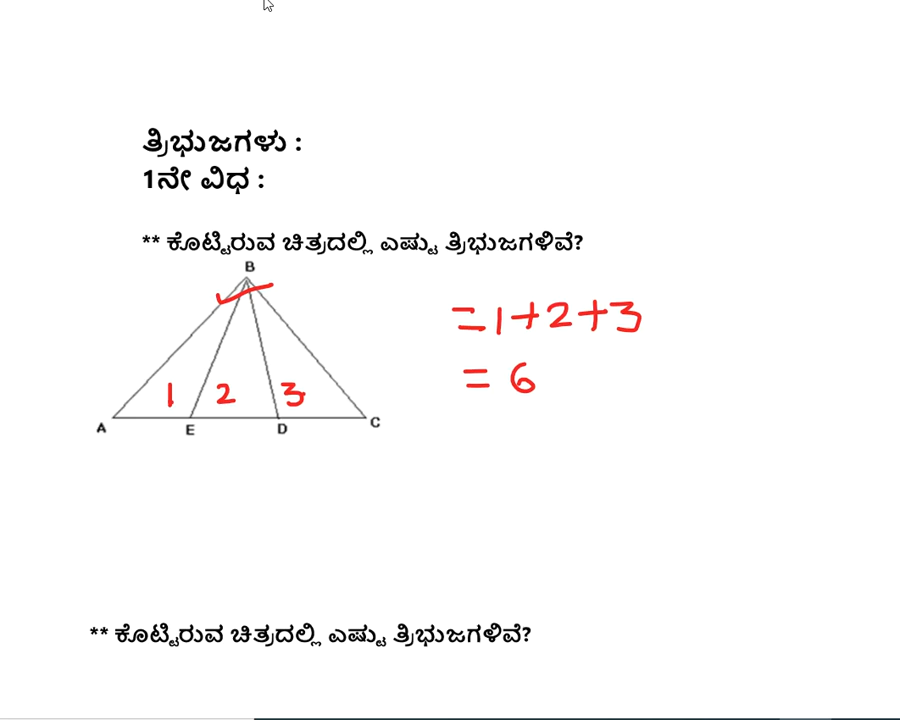 ತ್ರಿಭುಜಗಳು :
1ನೇ ವಿಧ :
** ಕೊಟ್ಟಿರುವ ಚಿತ್ರದಲ್ಲಿ ಎಷ್ಟು ತ್ರಿಭುಜಗಳಿವೆ?
B
=1+2+3
= 6
1 2 3
A E D C
** ಕೊಟ್ಟಿರುವ ಚಿತ್ರದಲ್ಲಿ ಎಷ್ಟು ತ್ರಿಭುಜಗಳಿವೆ?